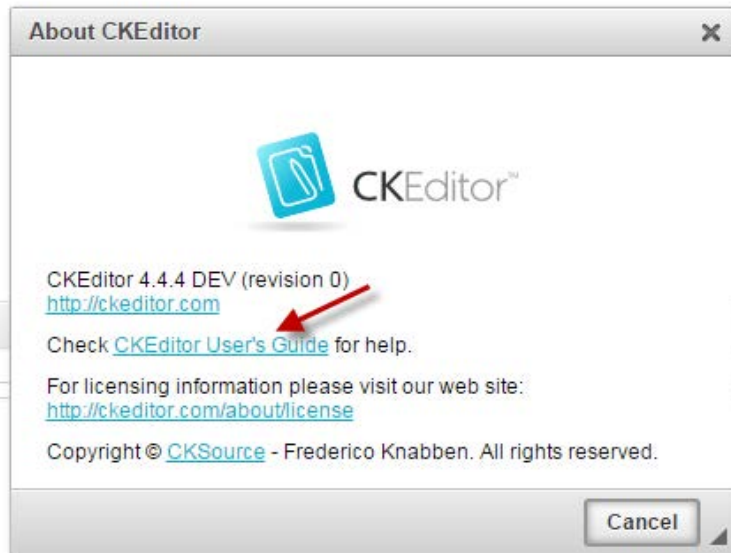 About CKEditor
CKEditor™
CKEditor 4.4.4 DEV (revision 0)
http://ckeditor.com
Check CKEditor User's Guide for help.
For licensing information please visit our web site:
http://ckeditor.com/about/license
Copyright © CKSource - Frederico Knabben. All rights reserved.
Cancel